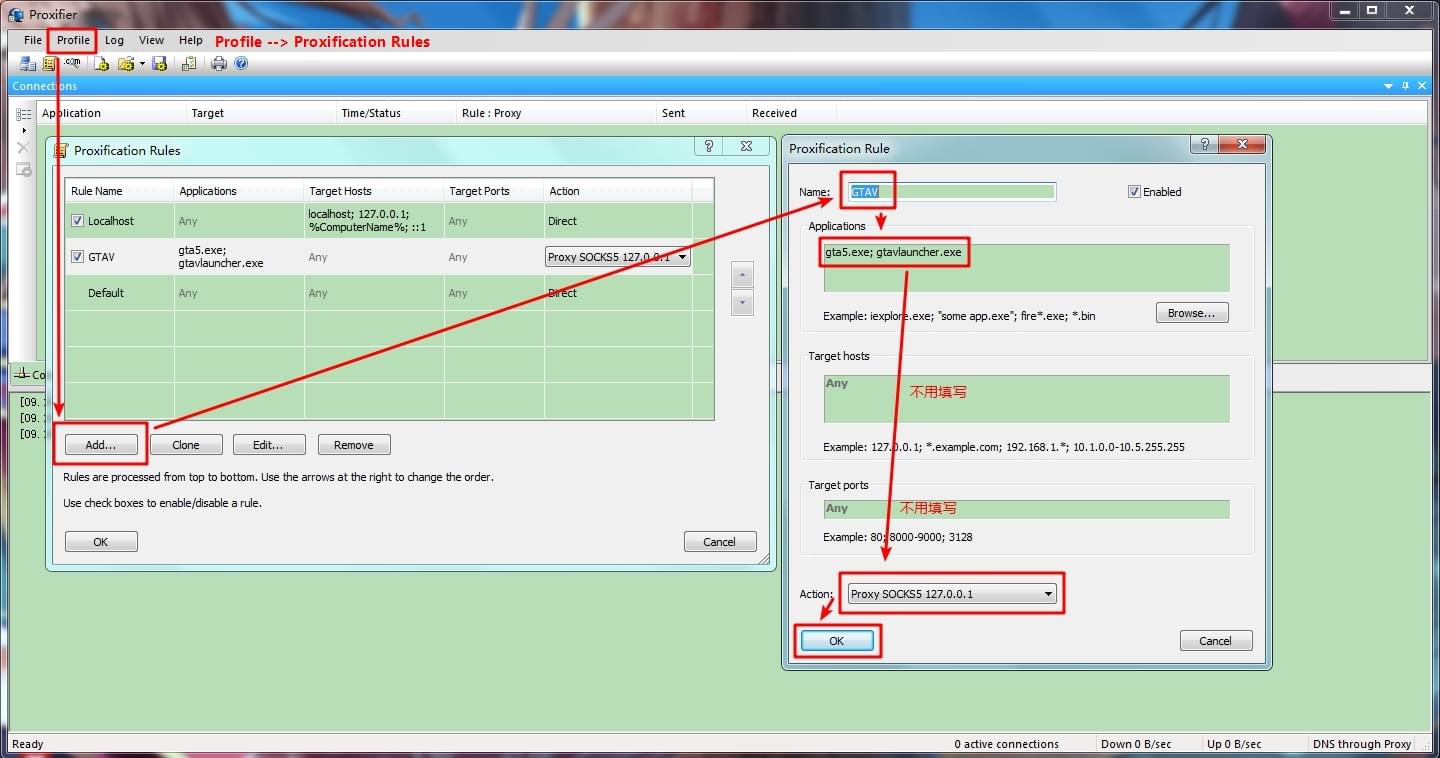 Proxifier
File Profile Log View Help Profile --> Proxification Rules
Connections
Application Target Time/Status Rule : Proxy Sent Received
Proxification Rules
Rule Name Applications Target Hosts Target Ports Action
Localhost Any localhost; 127.0.0.1; %ComputerName%; ::1 Any Direct
GTAV gta5.exe; gtavlauncher.exe Any Any Proxy SOCKS5 127.0.0.1
Default Any Any Any Direct
Co
[09.
[09.
[09.
Add... Clone Edit... Remove
Rules are processed from top to bottom. Use the arrows at the right to change the order.
Use check boxes to enable/disable a rule.
OK Cancel
Proxification Rule
Name: GTAV Enabled
Applications
gta5.exe; gtavlauncher.exe
Example: iexplore.exe; "some app.exe"; fire*.exe; *.bin Browse...
Target hosts
Any 不用填写
Example: 127.0.0.1; *.example.com; 192.168.1.*; 10.1.0.0-10.5.255.255
Target ports
Any 不用填写
Example: 80; 8000-9000; 3128
Action: Proxy SOCKS5 127.0.0.1
OK Cancel
Ready 0 active connections Down 0 B/sec Up 0 B/sec DNS through Proxy